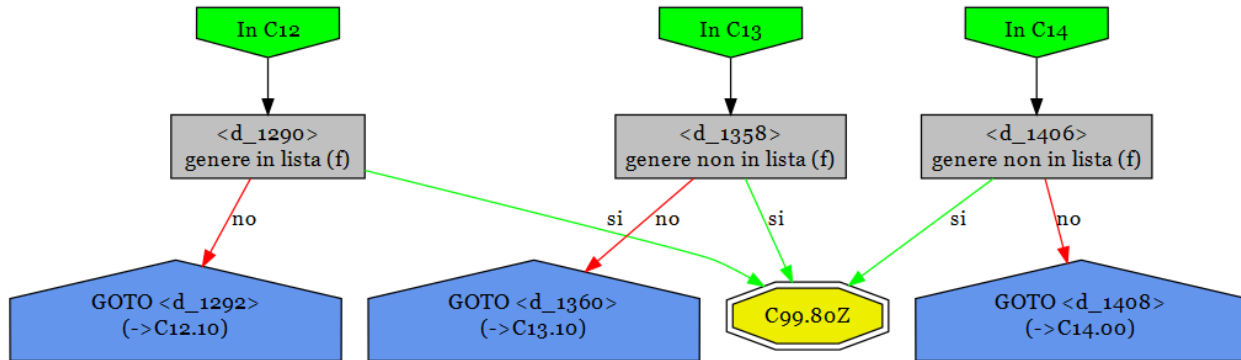 In C12
In C13
In C14
<d_1290>
genere in lista (f)
<d_1358>
genere non in lista (f)
<d_1406>
genere non in lista (f)
no
si
no
si
si
no
GOTO <d_1292>
(->C12.10)
GOTO <d_1360>
(->C13.10)
C99.80Z
GOTO <d_1408>
(->C14.00)